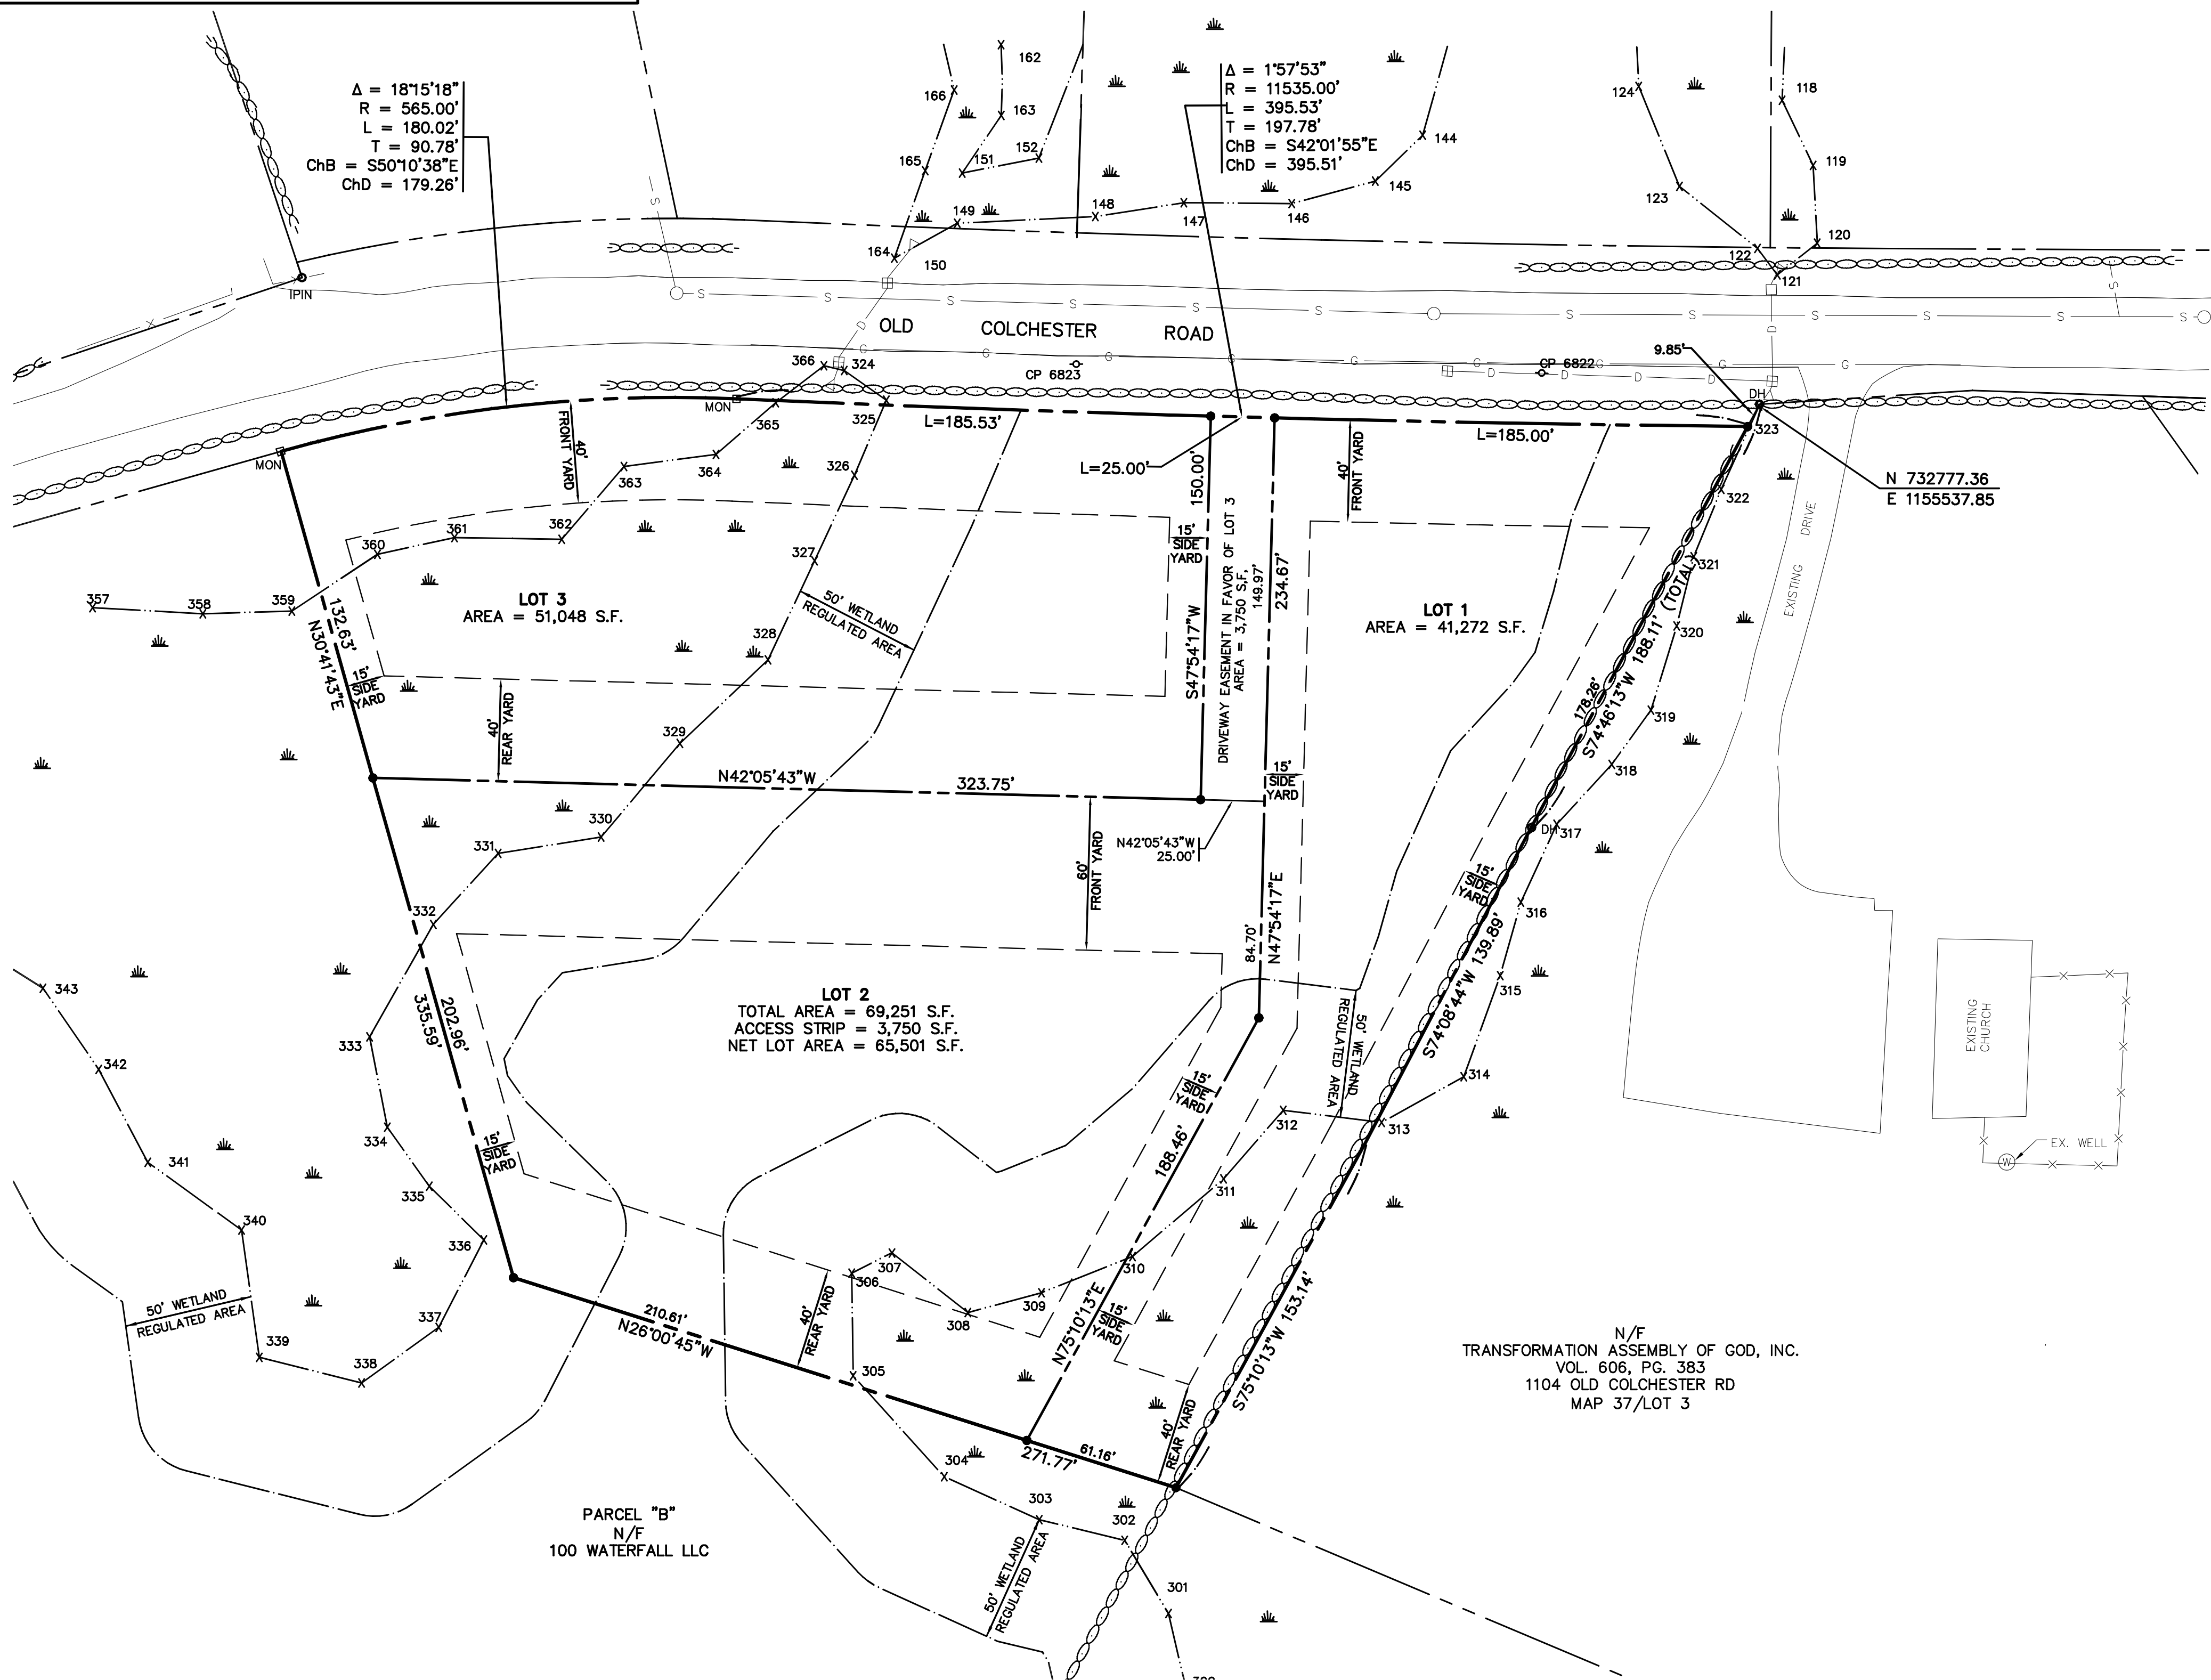 Δ = 18°15'18"
R = 565.00'
L = 180.02'
T = 90.78'
ChB = S50°10'38"E
ChD = 179.26'
Δ = 1°57'53"
R = 11535.00'
L = 395.53'
T = 197.78'
ChB = S42°01'55"E
ChD = 395.51'
162
166
163
165
151
152
149
148
147
146
145
144
164
150
124
123
122
121
118
119
120
IPIN
S
S S S S S S S S S S S S
S
D
D
OLD COLCHESTER ROAD
G G G G G G G G G
CP 6823
CP 6822
D D D D
9.85'
DH
323
MON
MON
366
324
325
365
364
363
326
L=185.53'
L=25.00'
L=185.00'
N 732777.36
E 1155537.85
40'
FRONT YARD
40'
FRONT YARD
322
321
320
319
318
317
316
315
314
313
312
311
310
309
308
307
306
305
304
303
302
301
EXISTING DRIVE
357
358
359
360
361
362
327
328
329
330
331
332
333
334
335
336
337
338
339
340
341
342
343
LOT 3
AREA = 51,048 S.F.
50' WETLAND
REGULATED AREA
150.00'
S47°54'17"W
15'
SIDE
YARD
DRIVEWAY EASEMENT IN FAVOR OF LOT 3
AREA = 3,750 S.F.
149.97'
234.67'
LOT 1
AREA = 41,272 S.F.
132.63'
N30°41'43"E
15'
SIDE
YARD
40'
REAR YARD
N42°05'43"W
323.75'
15'
SIDE
YARD
N42°05'43"W
25.00'
178.26'
S74°46'13"W 188.11' (TOTAL)
DH
60'
FRONT YARD
84.70'
N47°54'17"E
15'
SIDE
YARD
S74°08'44"W 139.89'
202.96'
335.59'
LOT 2
TOTAL AREA = 69,251 S.F.
ACCESS STRIP = 3,750 S.F.
NET LOT AREA = 65,501 S.F.
50' WETLAND
REGULATED AREA
15'
SIDE
YARD
15'
SIDE
YARD
188.46'
N75°10'13"E
15'
SIDE
YARD
S75°10'13"W 153.14'
EXISTING
CHURCH
EX. WELL
W
50' WETLAND
REGULATED AREA
210.61'
N26°00'45"W
40'
REAR YARD
271.77'
61.16'
40'
REAR YARD
N/F
TRANSFORMATION ASSEMBLY OF GOD, INC.
VOL. 606, PG. 383
1104 OLD COLCHESTER RD
MAP 37/LOT 3
PARCEL "B"
N/F
100 WATERFALL LLC
50' WETLAND
REGULATED AREA